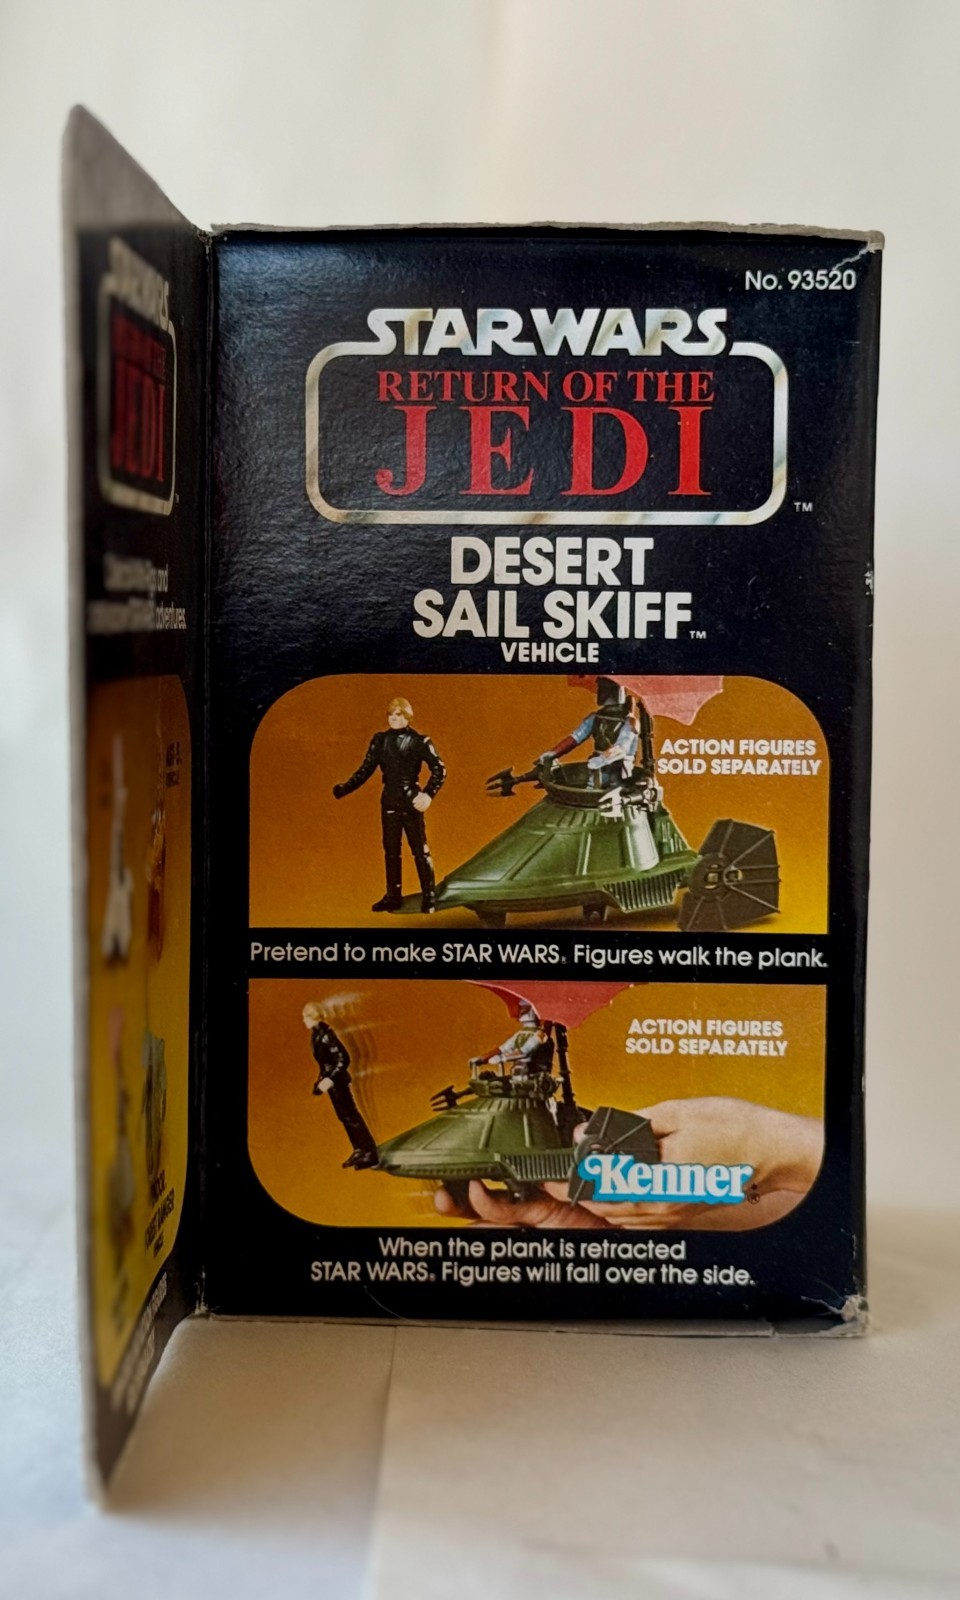 No. 93520
STAR WARS
RETURN OF THE
JEDI
TM
DESERT
SAIL SKIFF TM
VEHICLE
ACTION FIGURES
SOLD SEPARATELY
Pretend to make STAR WARS® Figures walk the plank.
ACTION FIGURES
SOLD SEPARATELY
Kenner®
When the plank is retracted
STAR WARS® Figures will fall over the side.
STAR WARS
JEDI
and
adventures.